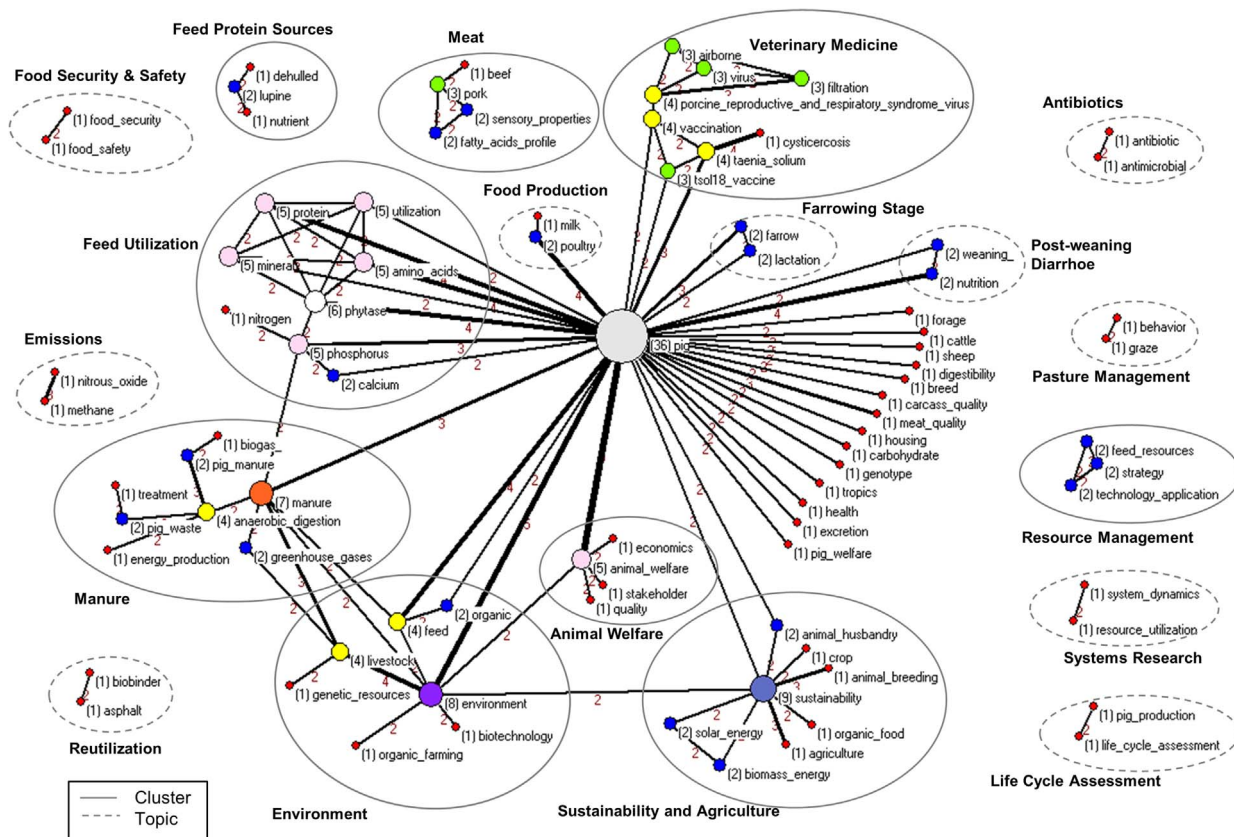 Feed Protein Sources
(1) dehulled
(2) lupine
(1) nutrient
Meat
(1) beef
(3) pork
(2) sensory_properties
(2) fatty_acids_profile
Veterinary Medicine
(3) airborne
(3) virus
(3) filtration
(4) porcine_reproductive_and_respiratory_syndrome_virus
(4) vaccination
(1) cysticercosis
(4) taenia_solium
(3) tsol18_vaccine
Food Security & Safety
(1) food_security
(1) food_safety
Antibiotics
(1) antibiotic
(1) antimicrobial
Feed Utilization
(5) protein
(5) utilization
(5) mineral
(5) amino_acids
(6) phytase
(1) nitrogen
(5) phosphorus
(2) calcium
Food Production
(1) milk
(2) poultry
Farrowing Stage
(2) farrow
(2) lactation
Post-weaning
Diarrhoe
(2) weaning_
(2) nutrition
(36) pig
(1) forage
(1) cattle
(1) sheep
(1) digestibility
(1) breed
(1) carcass_quality
(1) meat_quality
(1) housing
(1) carbohydrate
(1) genotype
(1) tropics
(1) health
(1) excretion
(1) pig_welfare
(1) behavior
(1) graze
Pasture Management
Emissions
(1) nitrous_oxide
(1) methane
(1) biogas_
(2) pig_manure
(1) treatment
(7) manure
(2) pig_waste
(4) anaerobic_digestion
(1) energy_production
(2) greenhouse_gases
Manure
(2) feed_resources
(2) strategy
(2) technology_application
Resource Management
(1) economics
(5) animal_welfare
(1) stakeholder
(1) quality
Animal Welfare
(1) system_dynamics
(1) resource_utilization
Systems Research
(2) organic
(4) feed
(4) livestock
(1) genetic_resources
(8) environment
(1) biotechnology
(1) organic_farming
Environment
(2) animal_husbandry
(1) crop
(1) animal_breeding
(9) sustainability
(2) solar_energy
(1) organic_food
(1) agriculture
(2) biomass_energy
Sustainability and Agriculture
(1) biobinder
(1) asphalt
Reutilization
(1) pig_production
(1) life_cycle_assessment
Life Cycle Assessment
Cluster
Topic